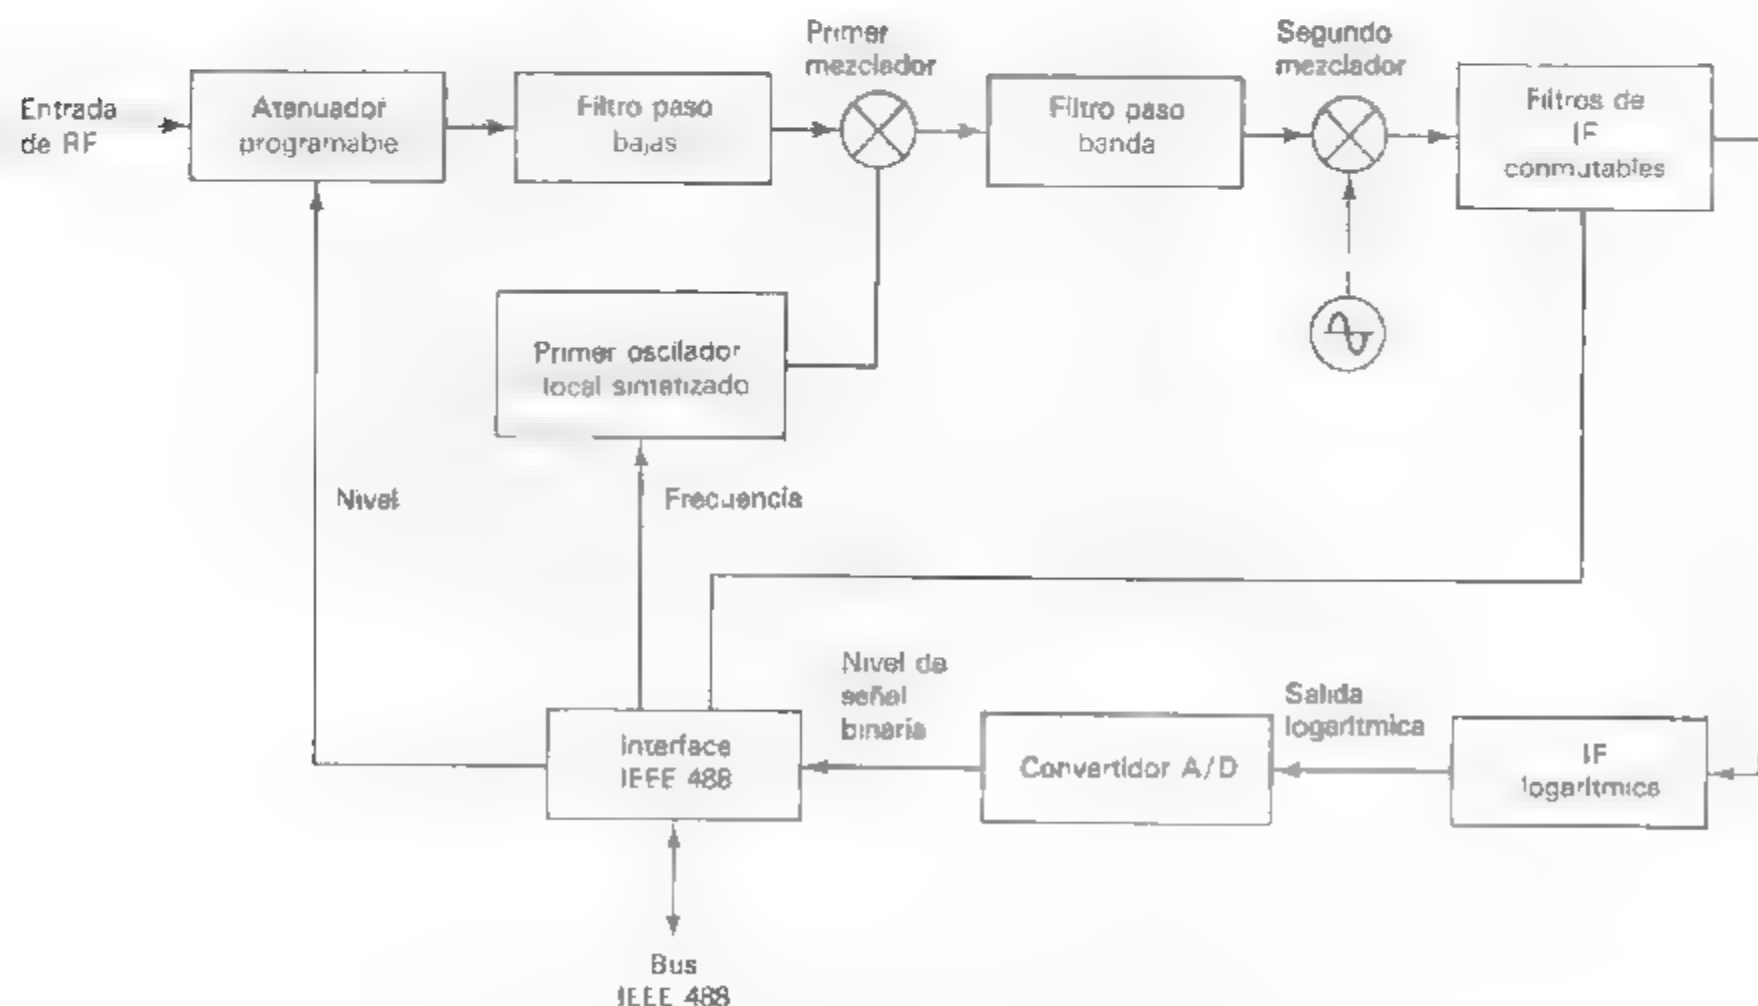 Entrada
de RF
Atenuador
programable
Filtro paso
bajas
Primer
mezclador
Filtro paso
banda
Segundo
mezclador
Filtros de
IF
conmutables
Primer oscilador
local sintetizado
Nivel
Frecuencia
Interface
IEEE 488
Nivel de
señal
binaria
Convertidor A/D
Salida
logarítmica
IF
logarítmica
Bus
IEEE 488